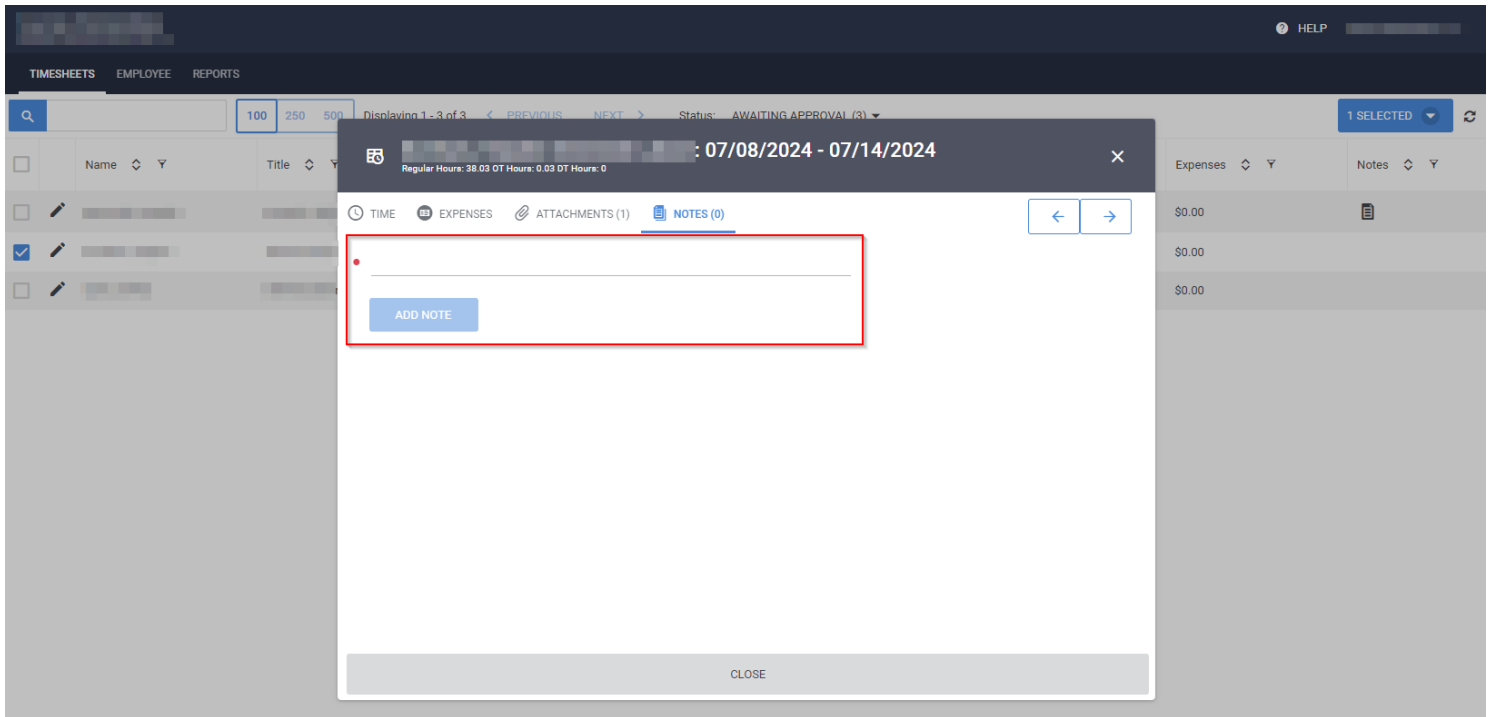 HELP
TIMESHEETS EMPLOYEE REPORTS
100 250 500 Displaying 1 - 3 of 3 PREVIOUS NEXT Status: AWAITING APPROVAL (3) 1 SELECTED
: 07/08/2024 - 07/14/2024
Regular Hours: 38.03 OT Hours: 0.03 DT Hours: 0
Name Title Expenses Notes
TIME EXPENSES ATTACHMENTS (1) NOTES (0)
$0.00
$0.00
$0.00
ADD NOTE
CLOSE